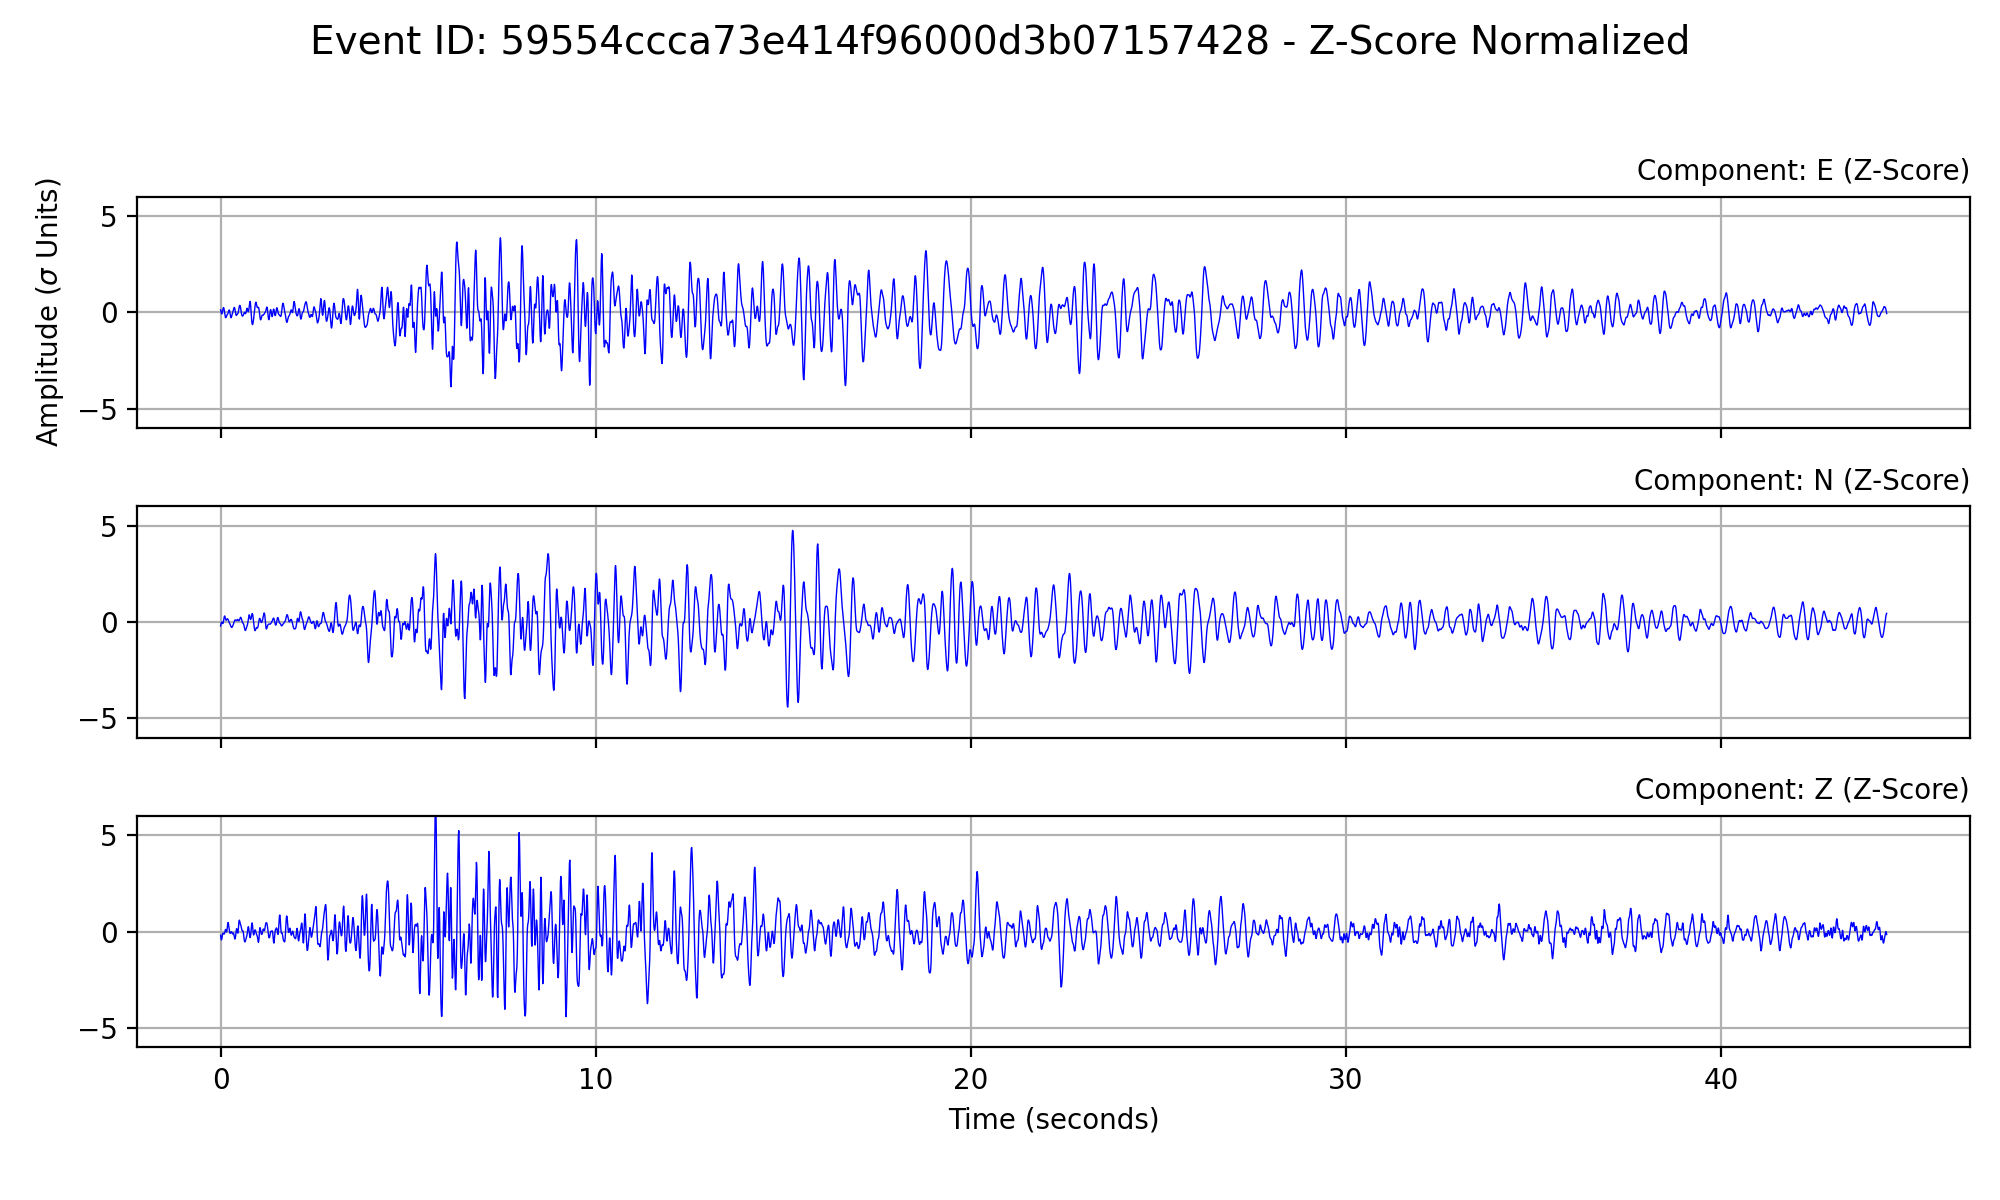 Event ID: 59554ccca73e414f96000d3b07157428 - Z-Score Normalized
Component: E (Z-Score)
Amplitude (σ Units)
5
0
−5
Component: N (Z-Score)
5
0
−5
Component: Z (Z-Score)
5
0
−5
0 10 20 30 40
Time (seconds)